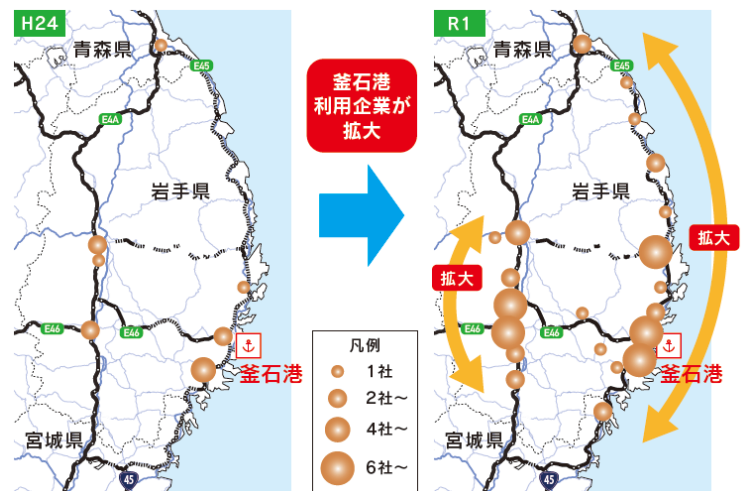 H24
青森県
E45
E4A
岩手県
E46
E46
釜石港
宮城県
45
釜石港
利用企業が
拡大
凡例
1社
2社～
4社～
6社～
R1
青森県
E45
E4A
岩手県
拡大
拡大
E46
E46
釜石港
宮城県
45